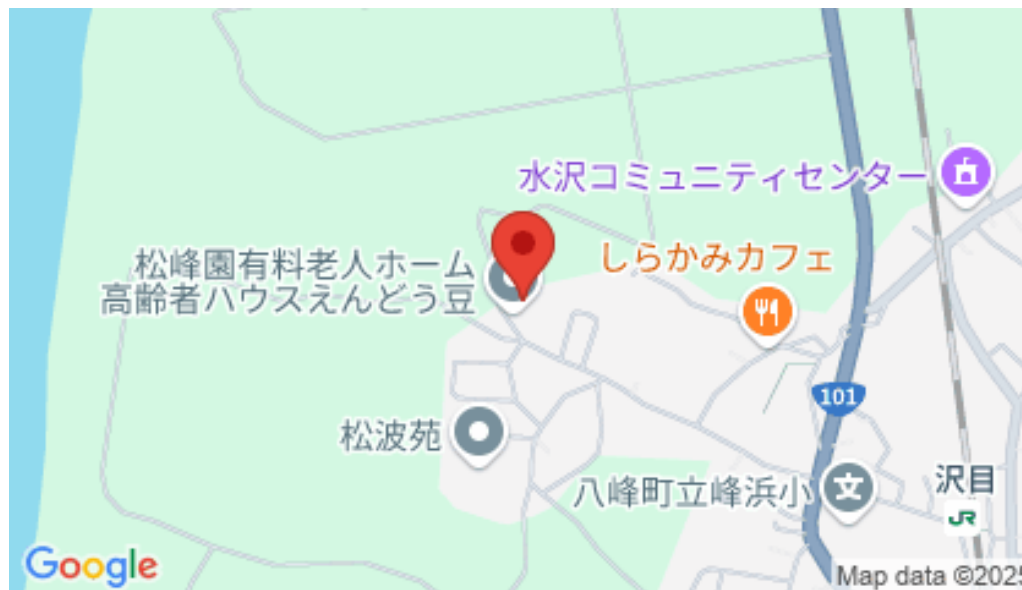 水沢コミュニティセンター
しらかみカフェ
松峰園有料老人ホーム
高齢者ハウスえんどう豆
101
松波苑
八峰町立峰浜小
文
沢目
JR
Google
Map data ©2025